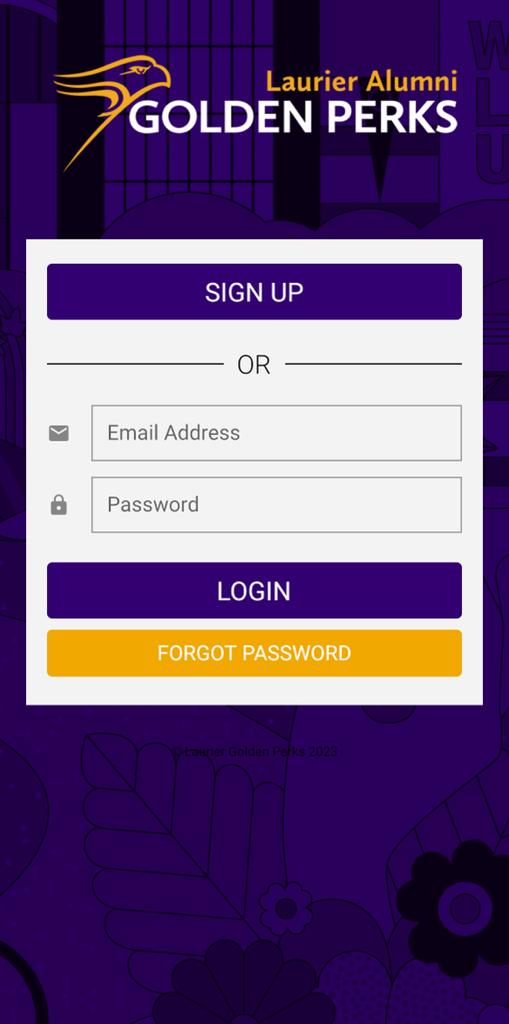 Laurier Alumni
GOLDEN PERKS
W
L
U
SIGN UP
OR
Email Address
Password
LOGIN
FORGOT PASSWORD
© Laurier Golden Perks 2023